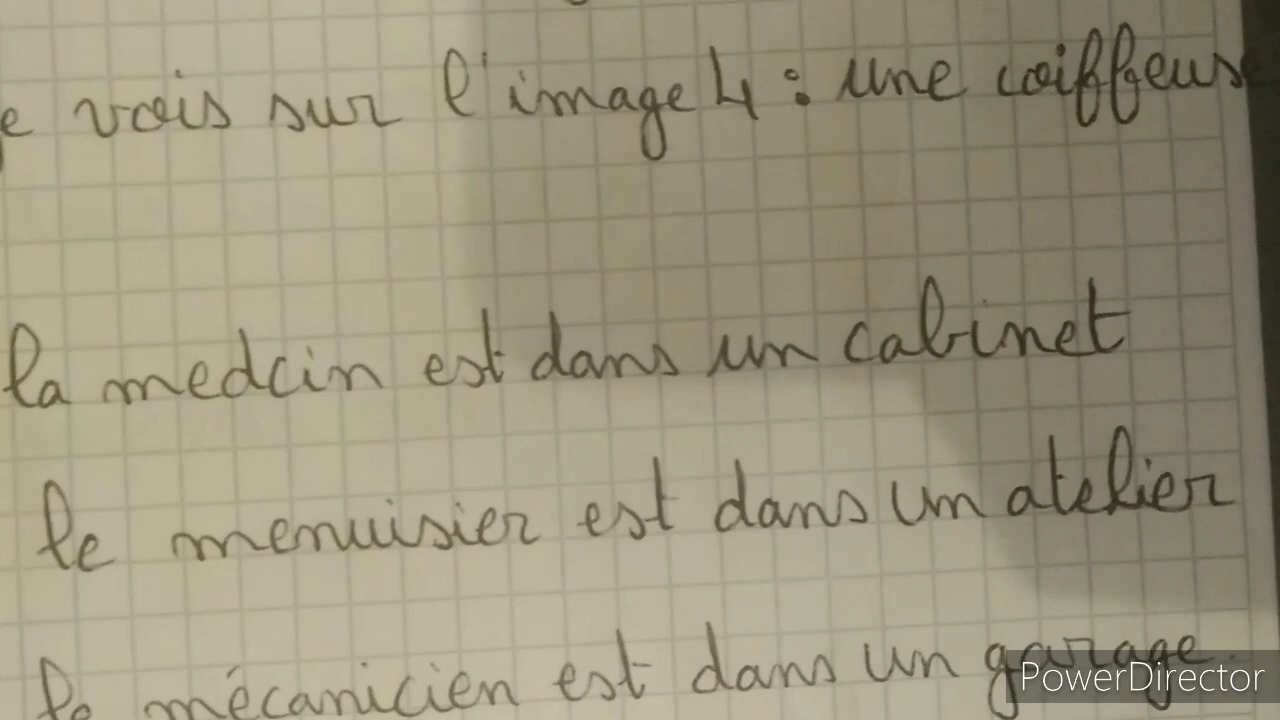 e vois sur l'image 4 : une coiffeus
la medcin est dans un cabinet
le menuisier est dans un atelier
le mécanicien est dans un garage.
PowerDirector